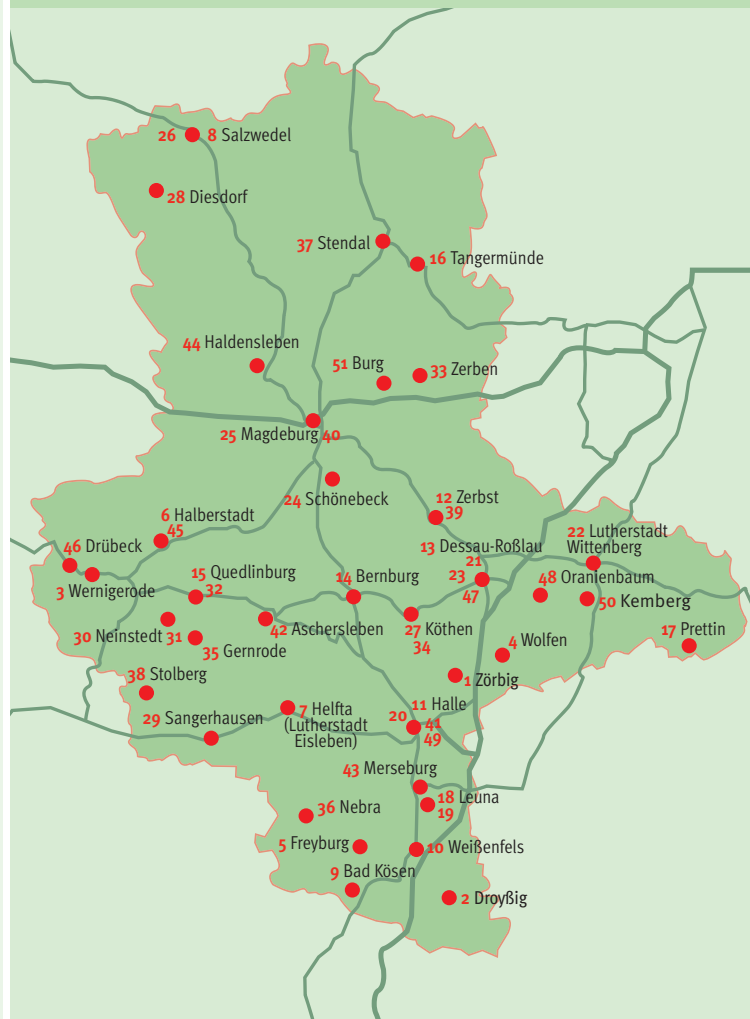 26 8 Salzwedel
28 Diesdorf
37 Stendal
16 Tangermünde
44 Haldensleben
51 Burg
33 Zerben
25 Magdeburg 40
24 Schönebeck
12 Zerbst
39
6 Halberstadt
45
22 Lutherstadt
Wittenberg
46 Drübeck
13 Dessau-Roßlau
21
23
47
3 Wernigerode
15 Quedlinburg
32
14 Bernburg
48 Oranienbaum
50 Kemberg
30 Neinstedt 31
42 Aschersleben
27 Köthen
34
17 Prettin
35 Gernrode
4 Wolfen
38 Stolberg
1 Zörbig
29 Sangerhausen
7 Helfta
(Lutherstadt
Eisleben)
11 Halle
20 41
49
43 Merseburg
18 Leuna
19
36 Nebra
5 Freyburg
10 Weißenfels
9 Bad Kösen
2 Droyßig